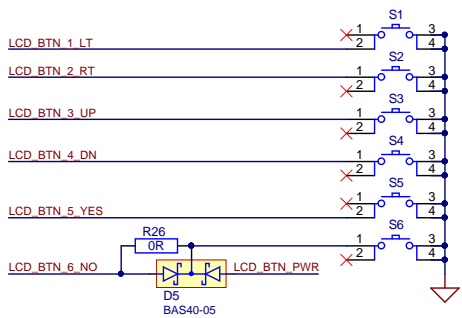 S1
1 3
LCD_BTN_1_LT 2 4
S2
LCD_BTN_2_RT 1 3
2 4
S3
LCD_BTN_3_UP 1 3
2 4
S4
LCD_BTN_4_DN 1 3
2 4
S5
1 3
LCD_BTN_5_YES 2 4
S6
R26
0R 1 3
2 4
LCD_BTN_6_NO LCD_BTN_PWR
D5
BAS40-05